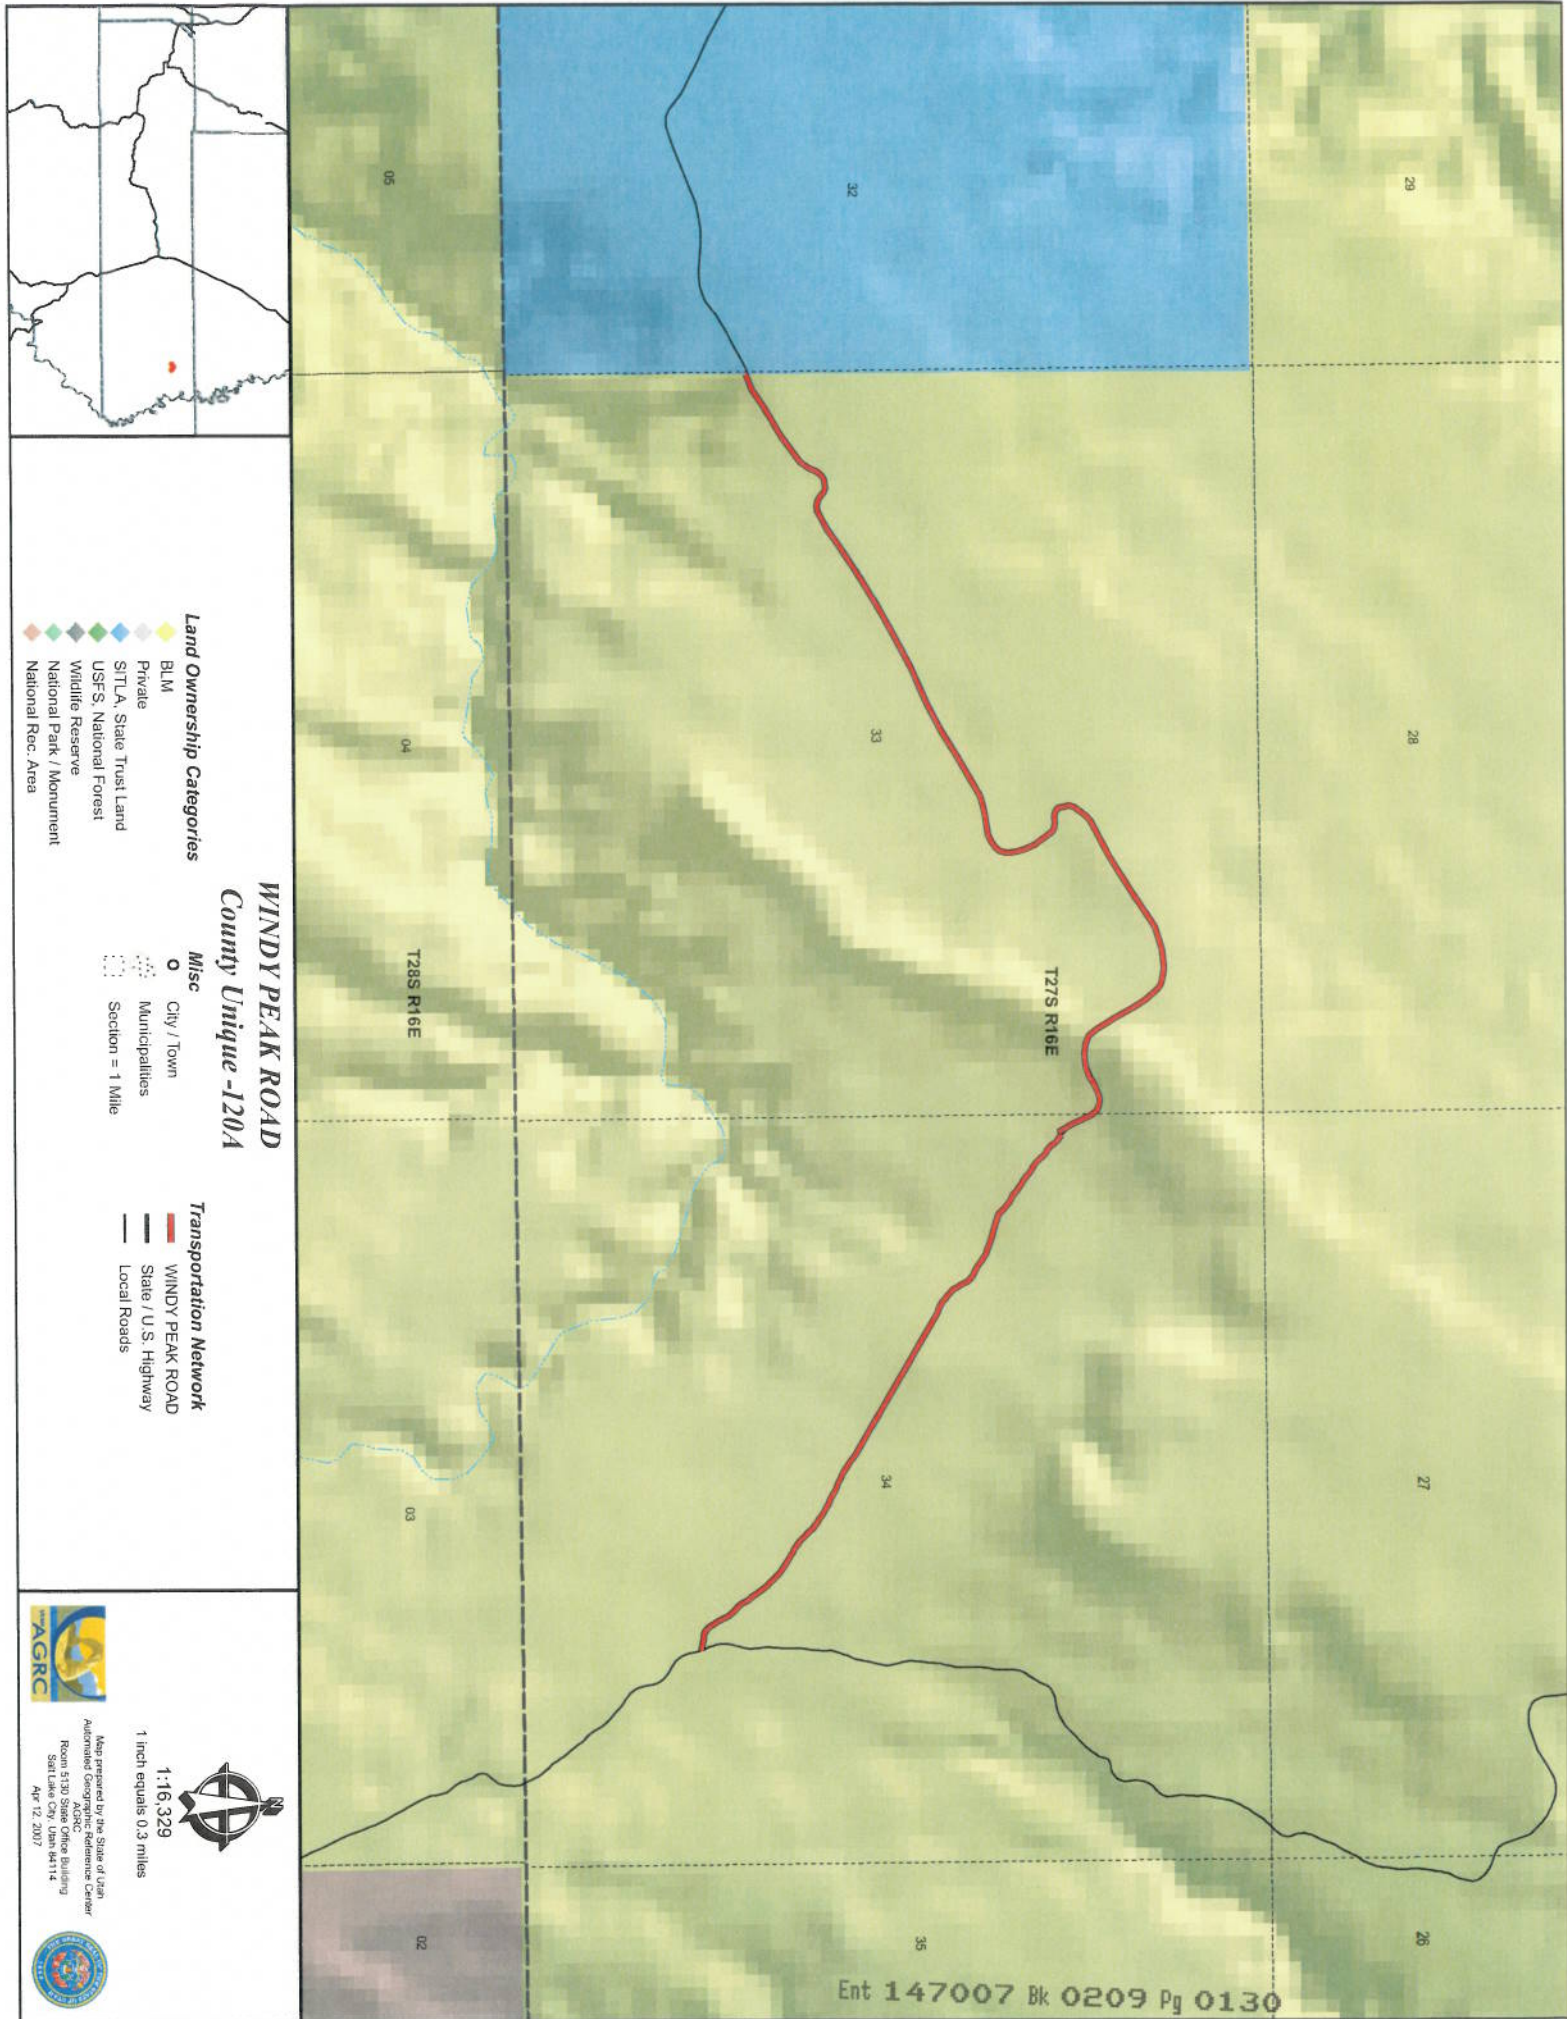 29
28
27
26
32
33
34
35
T27S R16E
05
04
T28S R16E
03
02
WINDY PEAK ROAD
County Unique -120A
Land Ownership Categories
BLM
Private
SITLA, State Trust Land
USFS, National Forest
Wildlife Reserve
National Park / Monument
National Rec. Area
Misc
City / Town
Municipalities
Section = 1 Mile
Transportation Network
WINDY PEAK ROAD
State / U.S. Highway
Local Roads
N
1:16,329
1 inch equals 0.3 miles
AGRC
Map prepared by the State of Utah
Automated Geographic Reference Center
AGRC
Room 5130 State Office Building
Salt Lake City, Utah 84114
Apr 12, 2007
Ent 147007 Bk 0209 Pg 0130